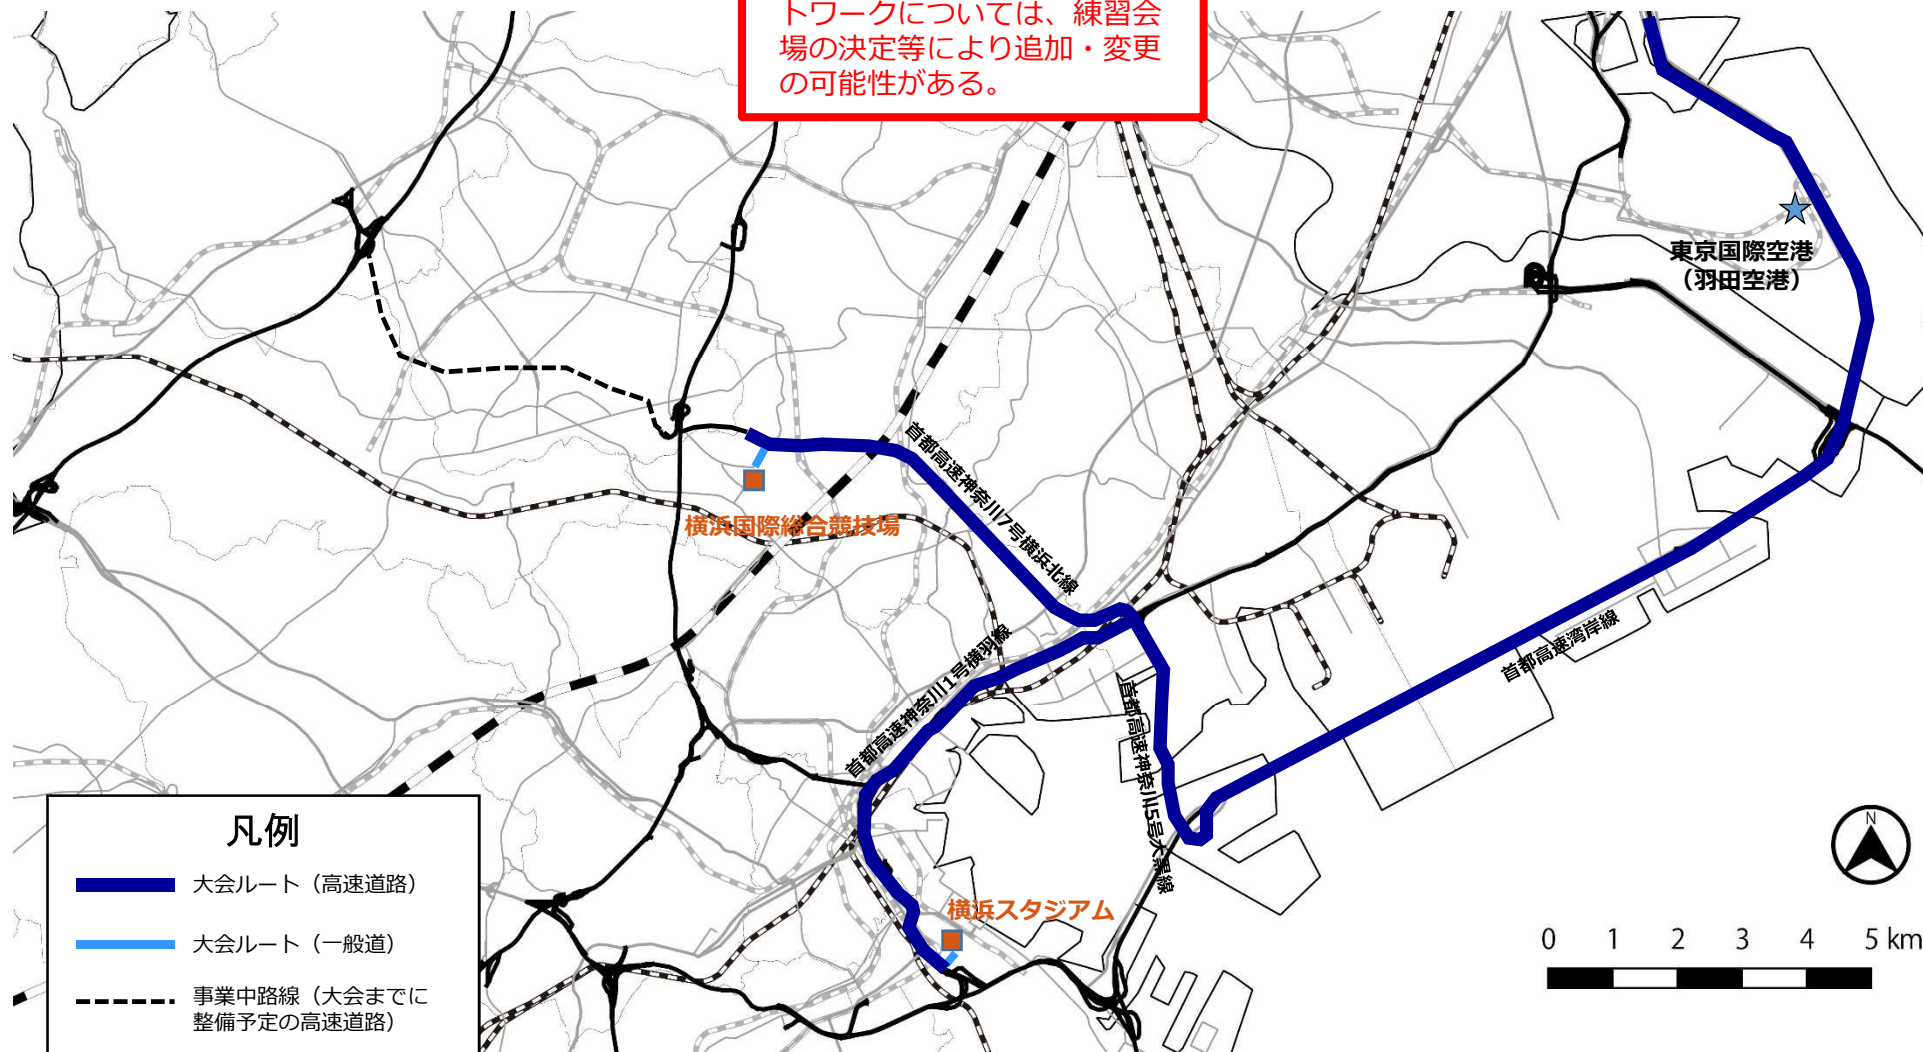 トワークについては、練習会
場の決定等により追加・変更
の可能性がある。
東京国際空港
（羽田空港）
首都高速神奈川7号横浜北線
横浜国際総合競技場
首都高速神奈川1号横羽線
首都高速湾岸線
首都高速神奈川5号大黒線
横浜スタジアム
凡例
大会ルート（高速道路）
大会ルート（一般道）
事業中路線（大会までに
整備予定の高速道路）
N
0 1 2 3 4 5 km